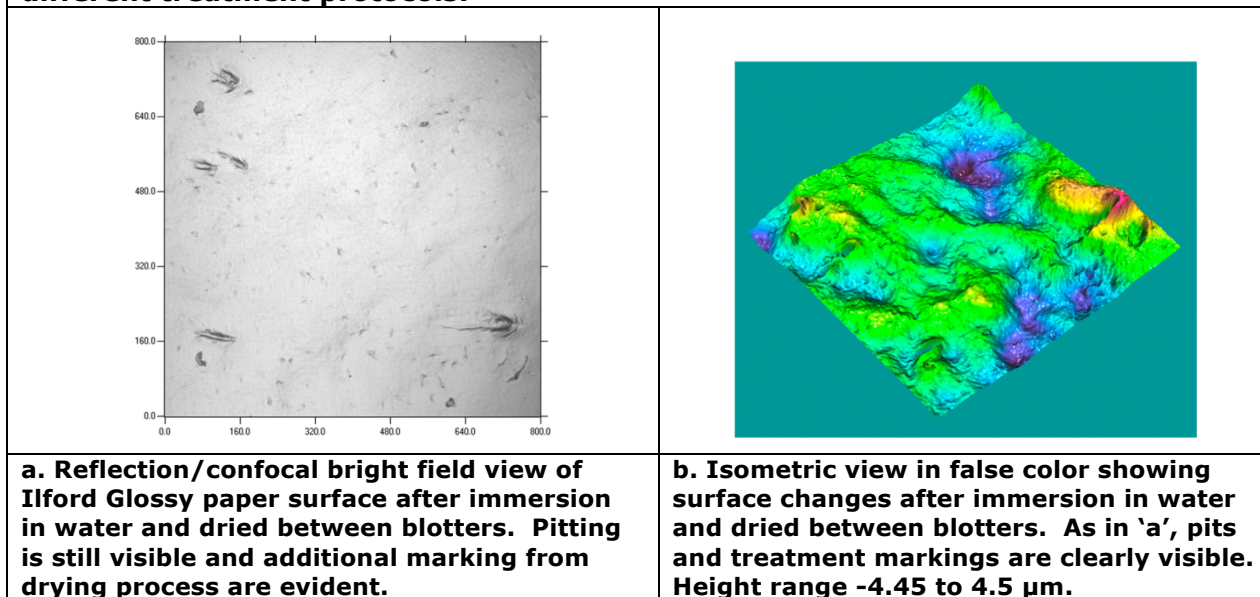 different treatment protocols.
800.0
640.0
480.0
320.0
160.0
0.0
0.0 160.0 320.0 480.0 640.0 800.0
a. Reflection/confocal bright field view of
Ilford Glossy paper surface after immersion
in water and dried between blotters. Pitting
is still visible and additional marking from
drying process are evident.
b. Isometric view in false color showing
surface changes after immersion in water
and dried between blotters. As in ‘a’, pits
and treatment markings are clearly visible.
Height range -4.45 to 4.5 µm.